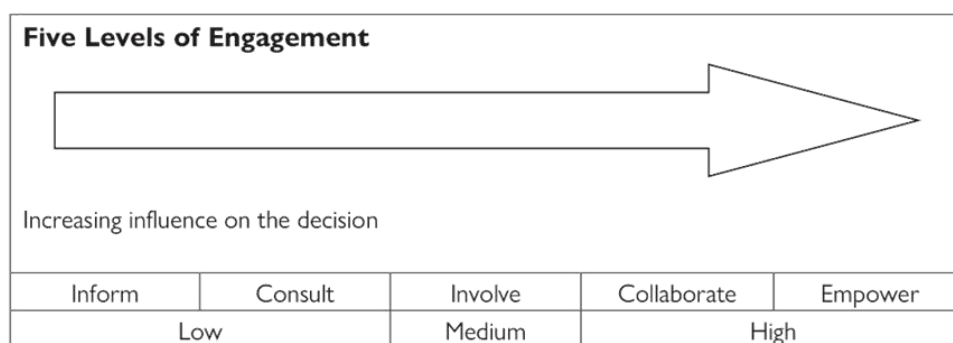 Five Levels of Engagement
Increasing influence on the decision
Inform Consult Involve Collaborate Empower
Low Medium High